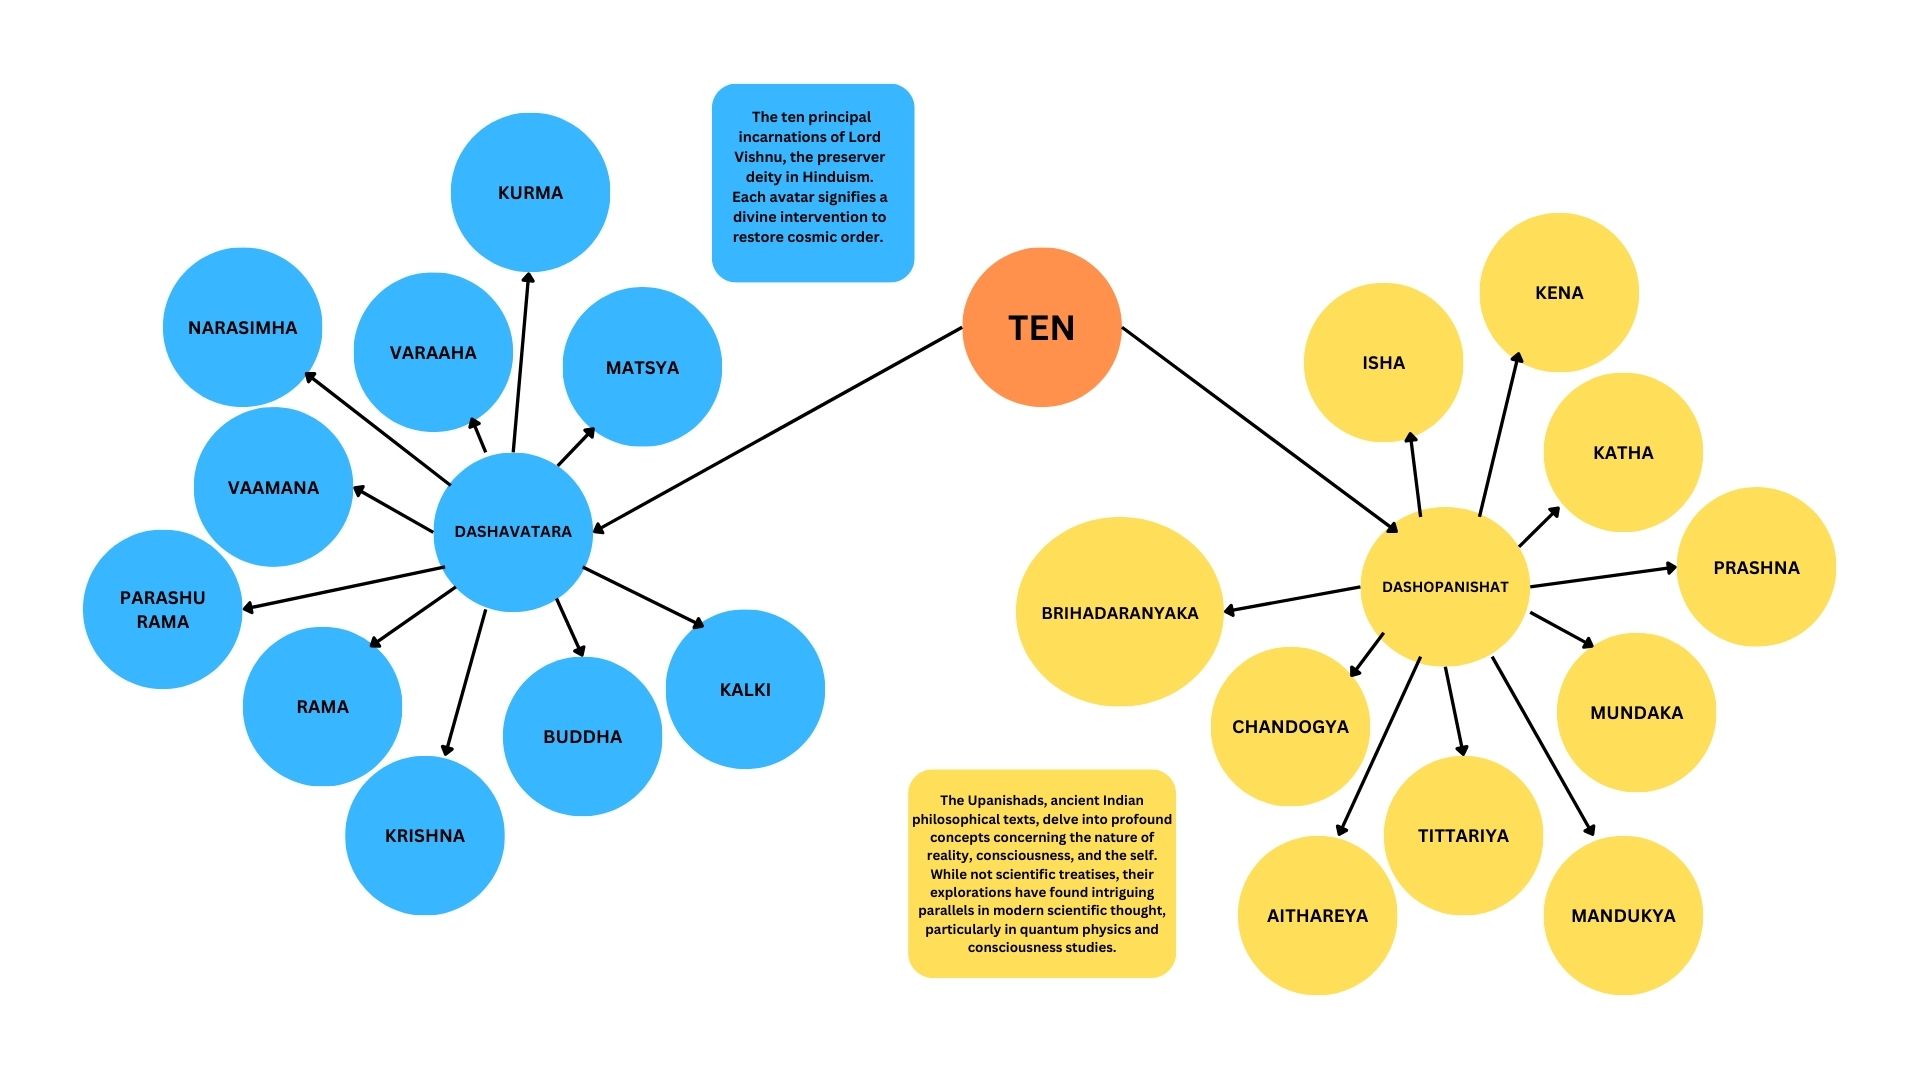 The ten principal
incarnations of Lord
Vishnu, the preserver
deity in Hinduism.
Each avatar signifies a
divine intervention to
restore cosmic order.
KURMA
NARASIMHA
VARAAHA
MATSYA
VAAMANA
DASHAVATARA
PARASHU
RAMA
RAMA
KRISHNA
BUDDHA
KALKI
TEN
KENA
ISHA
KATHA
PRASHNA
DASHOPANISHAT
BRIHADARANYAKA
CHANDOGYA
MUNDAKA
TITTARIYA
AITHAREYA
MANDUKYA
The Upanishads, ancient Indian
philosophical texts, delve into profound
concepts concerning the nature of
reality, consciousness, and the self.
While not scientific treatises, their
explorations have found intriguing
parallels in modern scientific thought,
particularly in quantum physics and
consciousness studies.